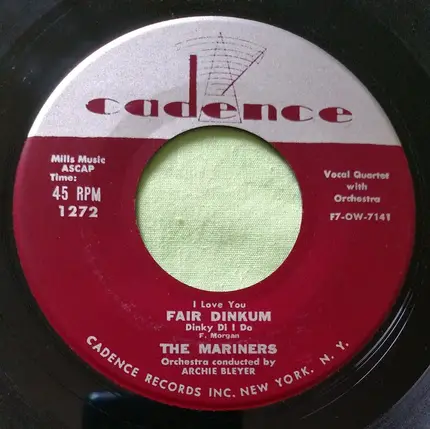 cadence
Mills Music
ASCAP
Time:
45 RPM
1272
Vocal Quartet
with
Orchestra
F7-OW-7141
I Love You
FAIR DINKUM
Dinky Di I Do
F. Morgan
THE MARINERS
Orchestra conducted by
ARCHIE BLEYER
CADENCE RECORDS INC. NEW YORK. N. Y.